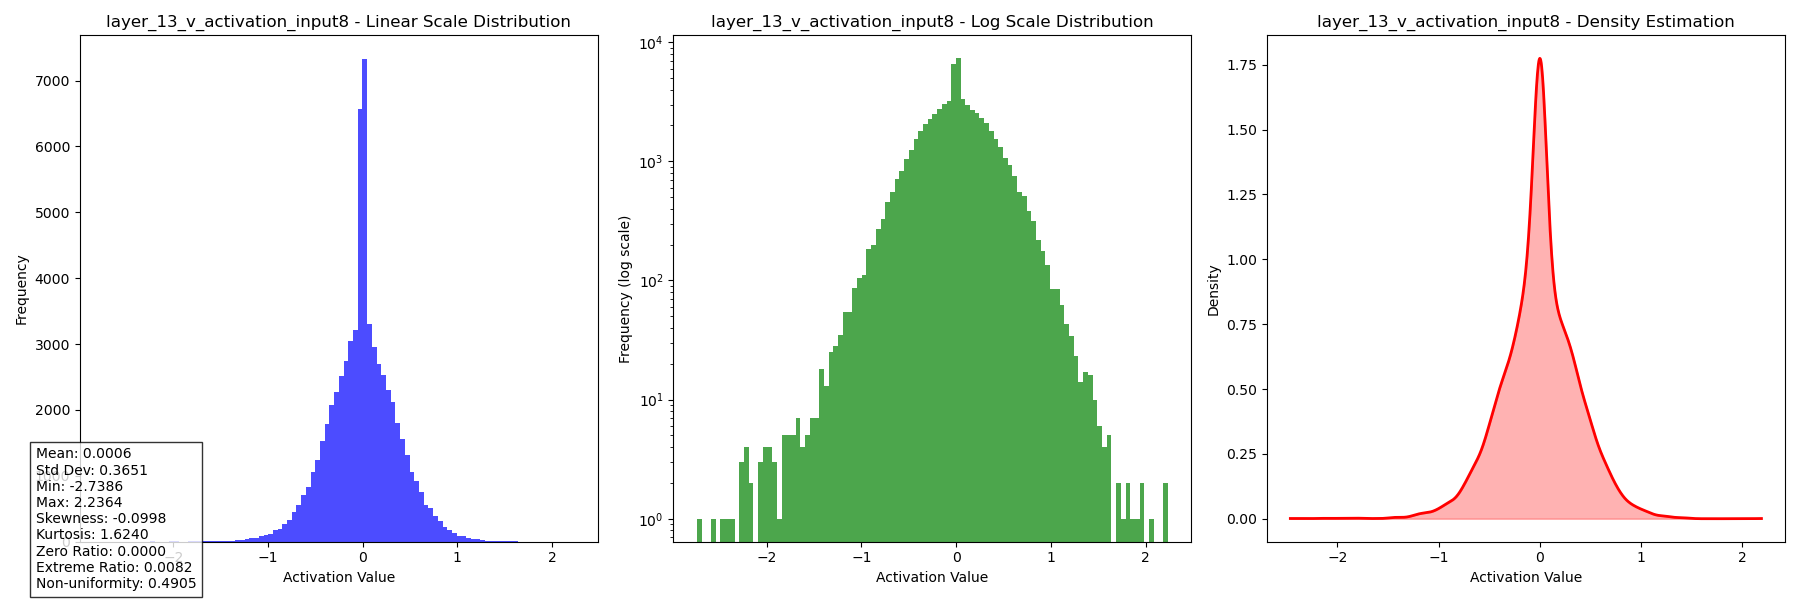 layer_13_v_activation_input8 - Linear Scale Distribution
Frequency
7000
6000
5000
4000
3000
2000
−2
−1
0
1
2
Activation Value
Mean: 0.0006
Std Dev: 0.3651
Min: -2.7386
Max: 2.2364
Skewness: -0.0998
Kurtosis: 1.6240
Zero Ratio: 0.0000
Extreme Ratio: 0.0082
Non-uniformity: 0.4905
layer_13_v_activation_input8 - Log Scale Distribution
Frequency (log scale)
10⁴
10³
10²
10¹
10⁰
−2
−1
0
1
2
Activation Value
layer_13_v_activation_input8 - Density Estimation
Density
1.75
1.50
1.25
1.00
0.75
0.50
0.25
0.00
−2
−1
0
1
2
Activation Value